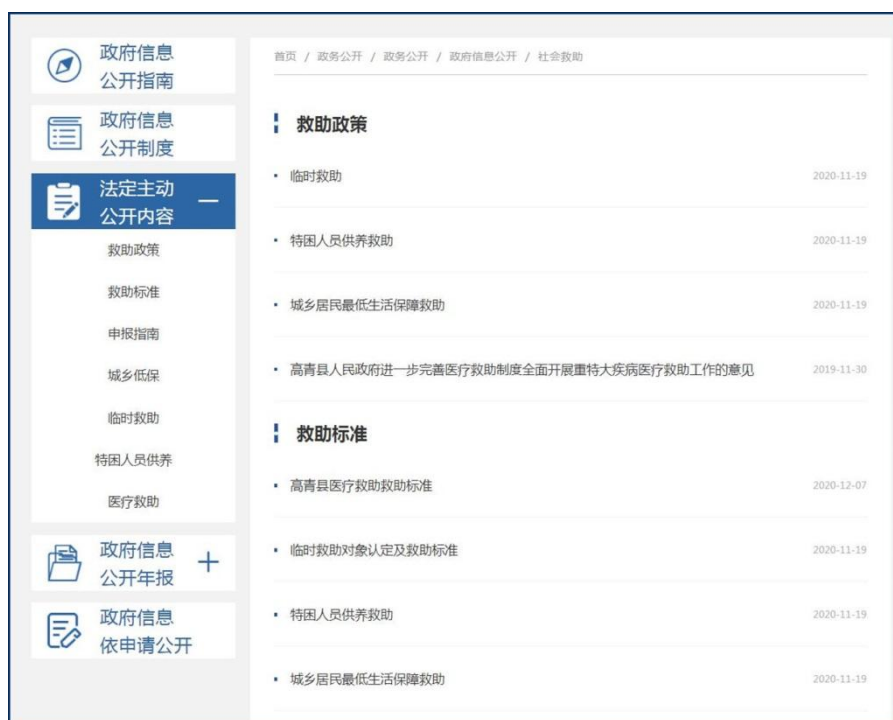 政府信息
公开指南
政府信息
公开制度
法定主动
公开内容
救助政策
救助标准
申报指南
城乡低保
临时救助
特困人员供养
医疗救助
政府信息
公开年报
政府信息
依申请公开
首页 / 政务公开 / 政务公开 / 政府信息公开 / 社会救助
救助政策
临时救助 2020-11-19
特困人员供养救助 2020-11-19
城乡居民最低生活保障救助 2020-11-19
高青县人民政府进一步完善医疗救助制度全面开展重特大疾病医疗救助工作的意见 2019-11-30
救助标准
高青县医疗救助救助标准 2020-12-07
临时救助对象认定及救助标准 2020-11-19
特困人员供养救助 2020-11-19
城乡居民最低生活保障救助 2020-11-19